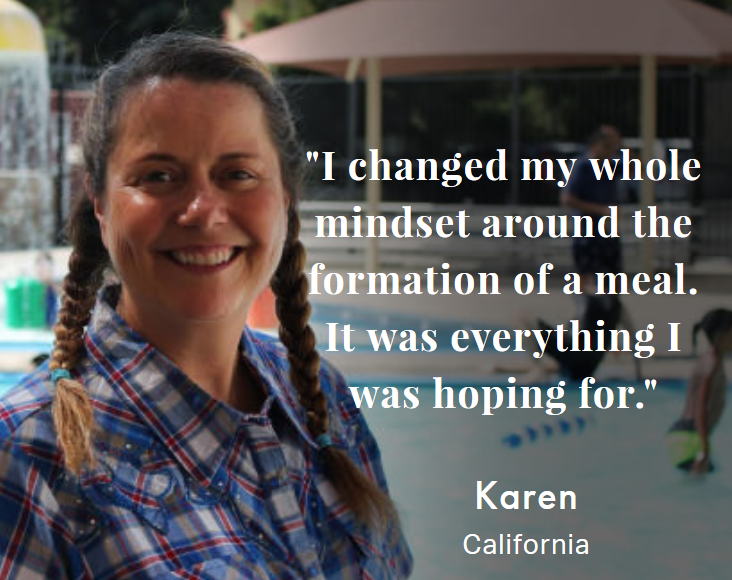 "I changed my whole
mindset around the
formation of a meal.
It was everything I
was hoping for."
Karen
California